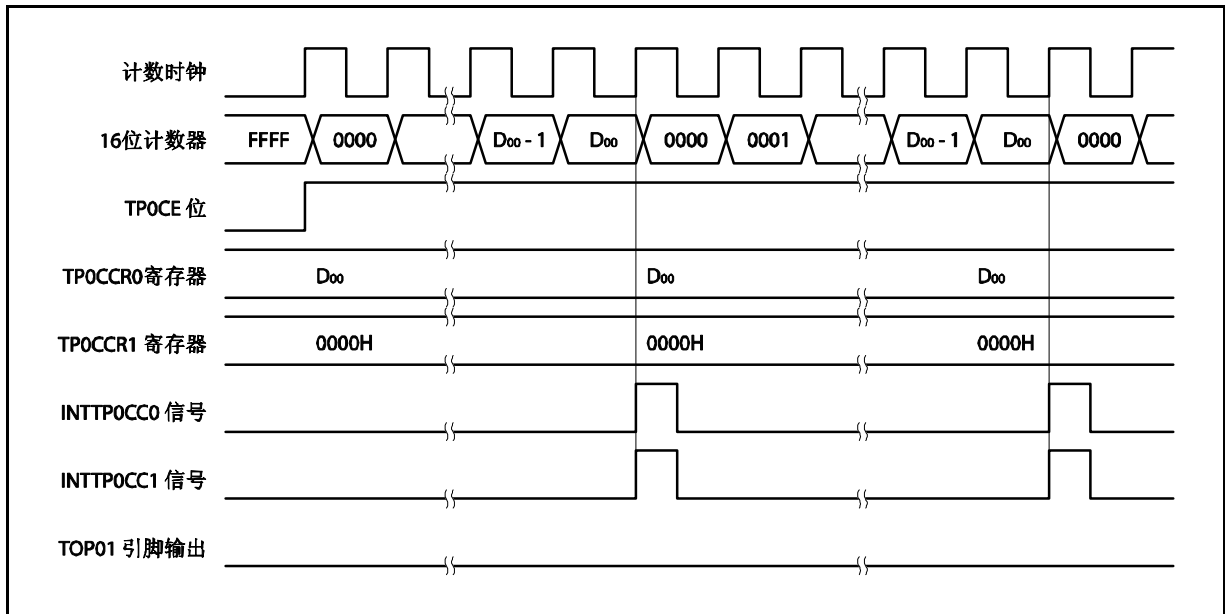 计数时钟
16位计数器 FFFF 0000 D00 - 1 D00 0000 0001 D00 - 1 D00 0000
TP0CE 位
TP0CCR0寄存器 D00 D00 D00
TP0CCR1 寄存器 0000H 0000H 0000H
INTTP0CC0 信号
INTTP0CC1 信号
TOP01 引脚输出